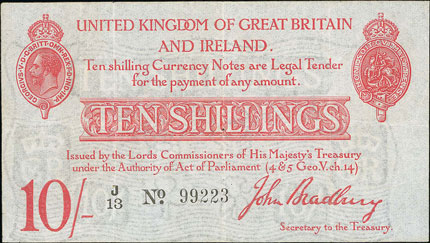 UNITED KINGDOM OF GREAT BRITAIN
AND IRELAND.
Ten shilling Currency Notes are Legal Tender
for the payment of any amount.
TEN SHILLINGS
Issued by the Lords Commissioners of His Majesty's Treasury
under the Authority of Act of Parliament (4 & 5 Geo.V. ch.14)
10/- J/13 No. 99223 John Bradbury
Secretary to the Treasury.